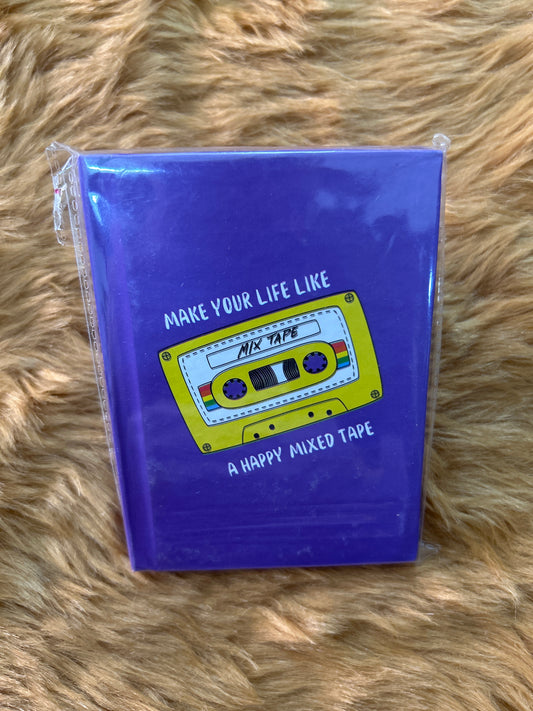 MAKE YOUR LIFE LIKE
MIX TAPE
A HAPPY MIXED TAPE